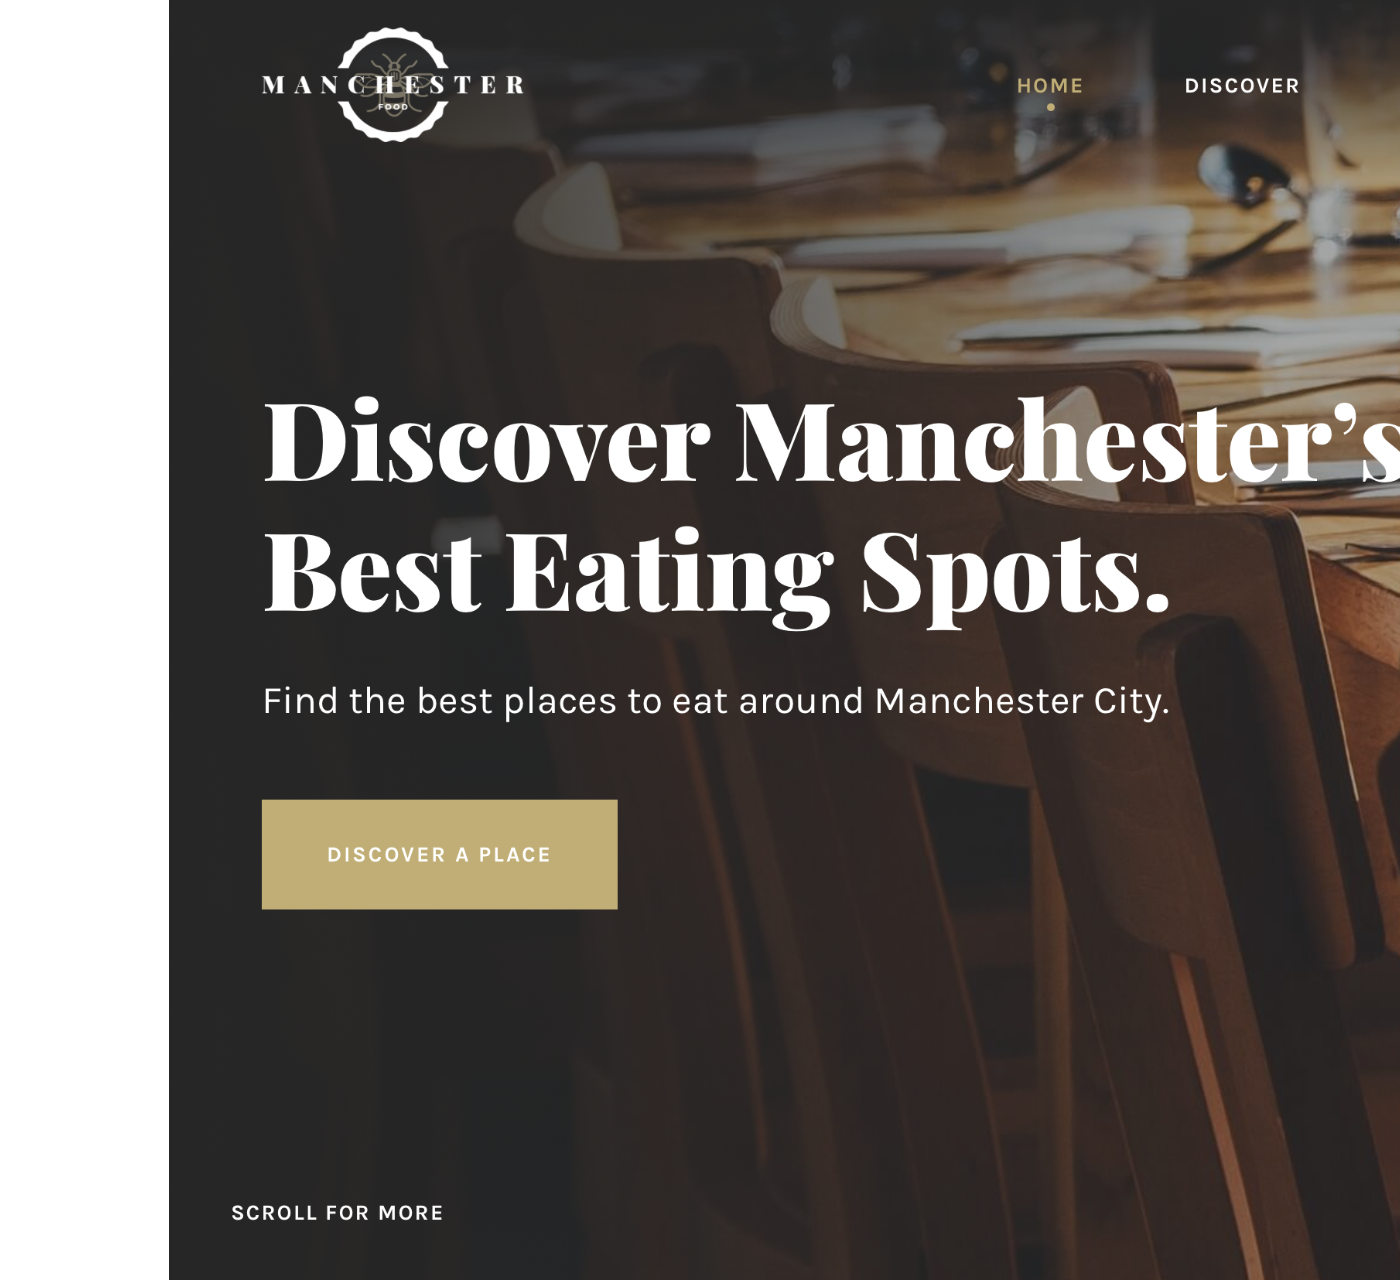 MANCHESTER
FOOD
HOME
DISCOVER
Discover Manchester’s
Best Eating Spots.
Find the best places to eat around Manchester City.
DISCOVER A PLACE
SCROLL FOR MORE